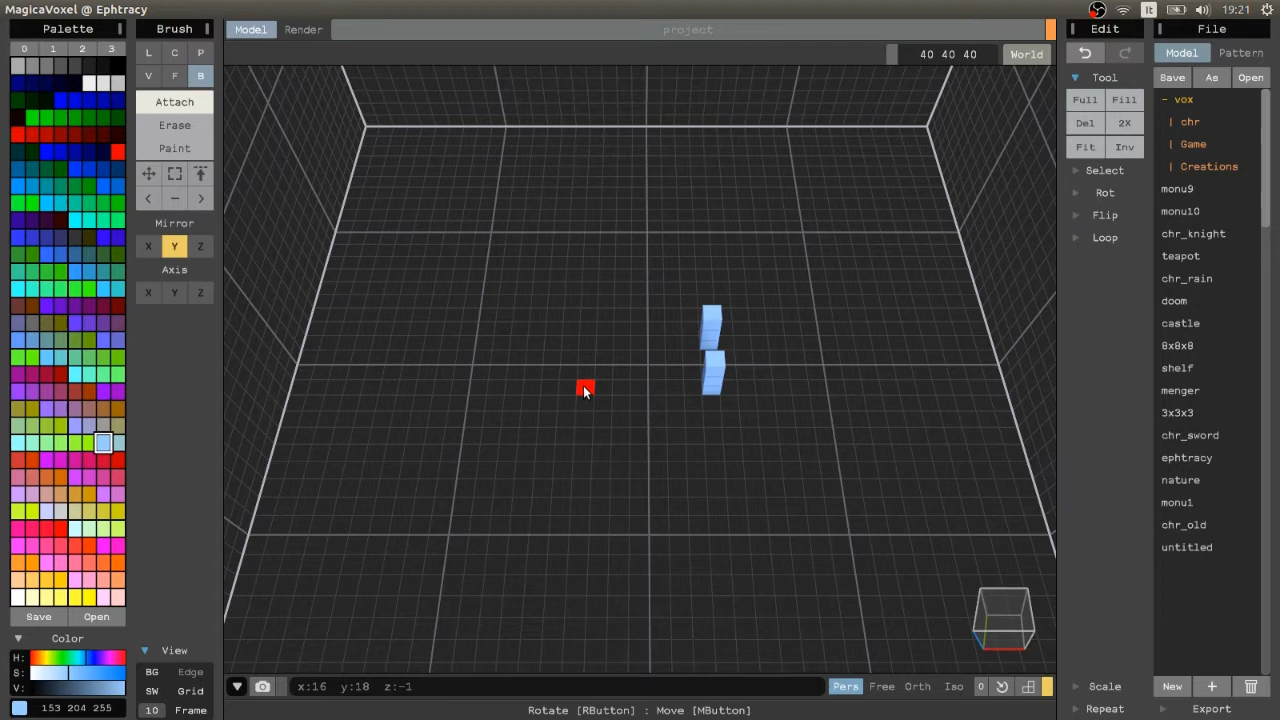 MagicaVoxel @ Ephtracy
It
19:21
Palette
Brush
Model
Render
project
Edit
File
0 1 2 3
L C P
40 40 40
World
Model
Pattern
V F B
Tool
Save
As
Open
Attach
Full
Fill
- vox
Erase
Del
2X
| chr
Paint
Fit
Inv
| Game
Select
| Creations
< - >
Rot
monu9
Mirror
Flip
monu10
X Y Z
Loop
chr_knight
Axis
teapot
X Y Z
chr_rain
doom
castle
8x8x8
shelf
menger
3x3x3
chr_sword
ephtracy
nature
monu1
chr_old
untitled
Save
Open
Color
View
H:
BG
Edge
S:
SW
Grid
x:16 y:18 z:-1
Pers
Free
Orth
Iso
0
Scale
New
+
V:
153 204 255
10
Frame
Rotate [RButton] : Move [MButton]
Repeat
Export